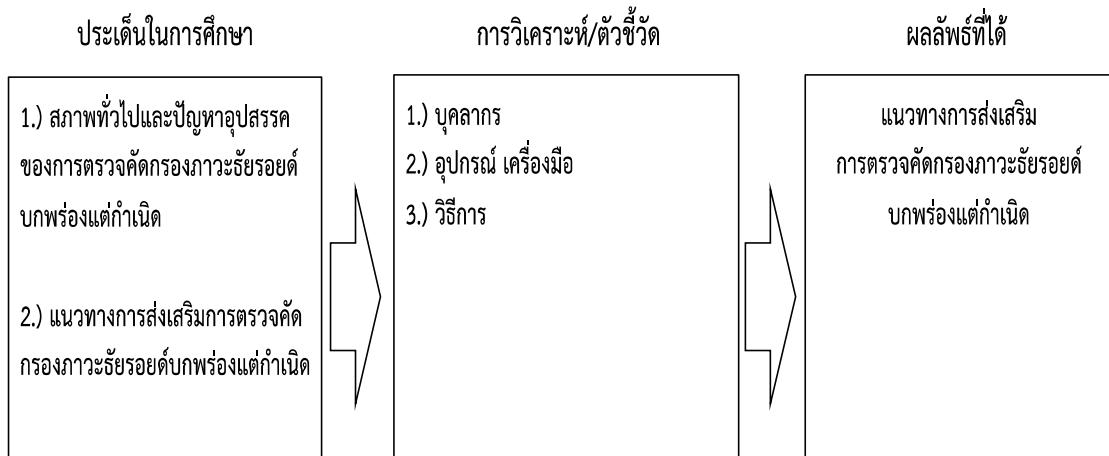 ประเด็นในการศึกษา
1.) สภาพทั่วไปและปัญหาอุปสรรค
ของการตรวจคัดกรองภาวะธัยรอยด์
บกพร่องแต่กำเนิด
2.) แนวทางการส่งเสริมการตรวจคัด
กรองภาวะธัยรอยด์บกพร่องแต่กำเนิด
การวิเคราะห์/ตัวชี้วัด
1.) บุคลากร
2.) อุปกรณ์ เครื่องมือ
3.) วิธีการ
ผลลัพธ์ที่ได้
แนวทางการส่งเสริม
การตรวจคัดกรองภาวะธัยรอยด์
บกพร่องแต่กำเนิด